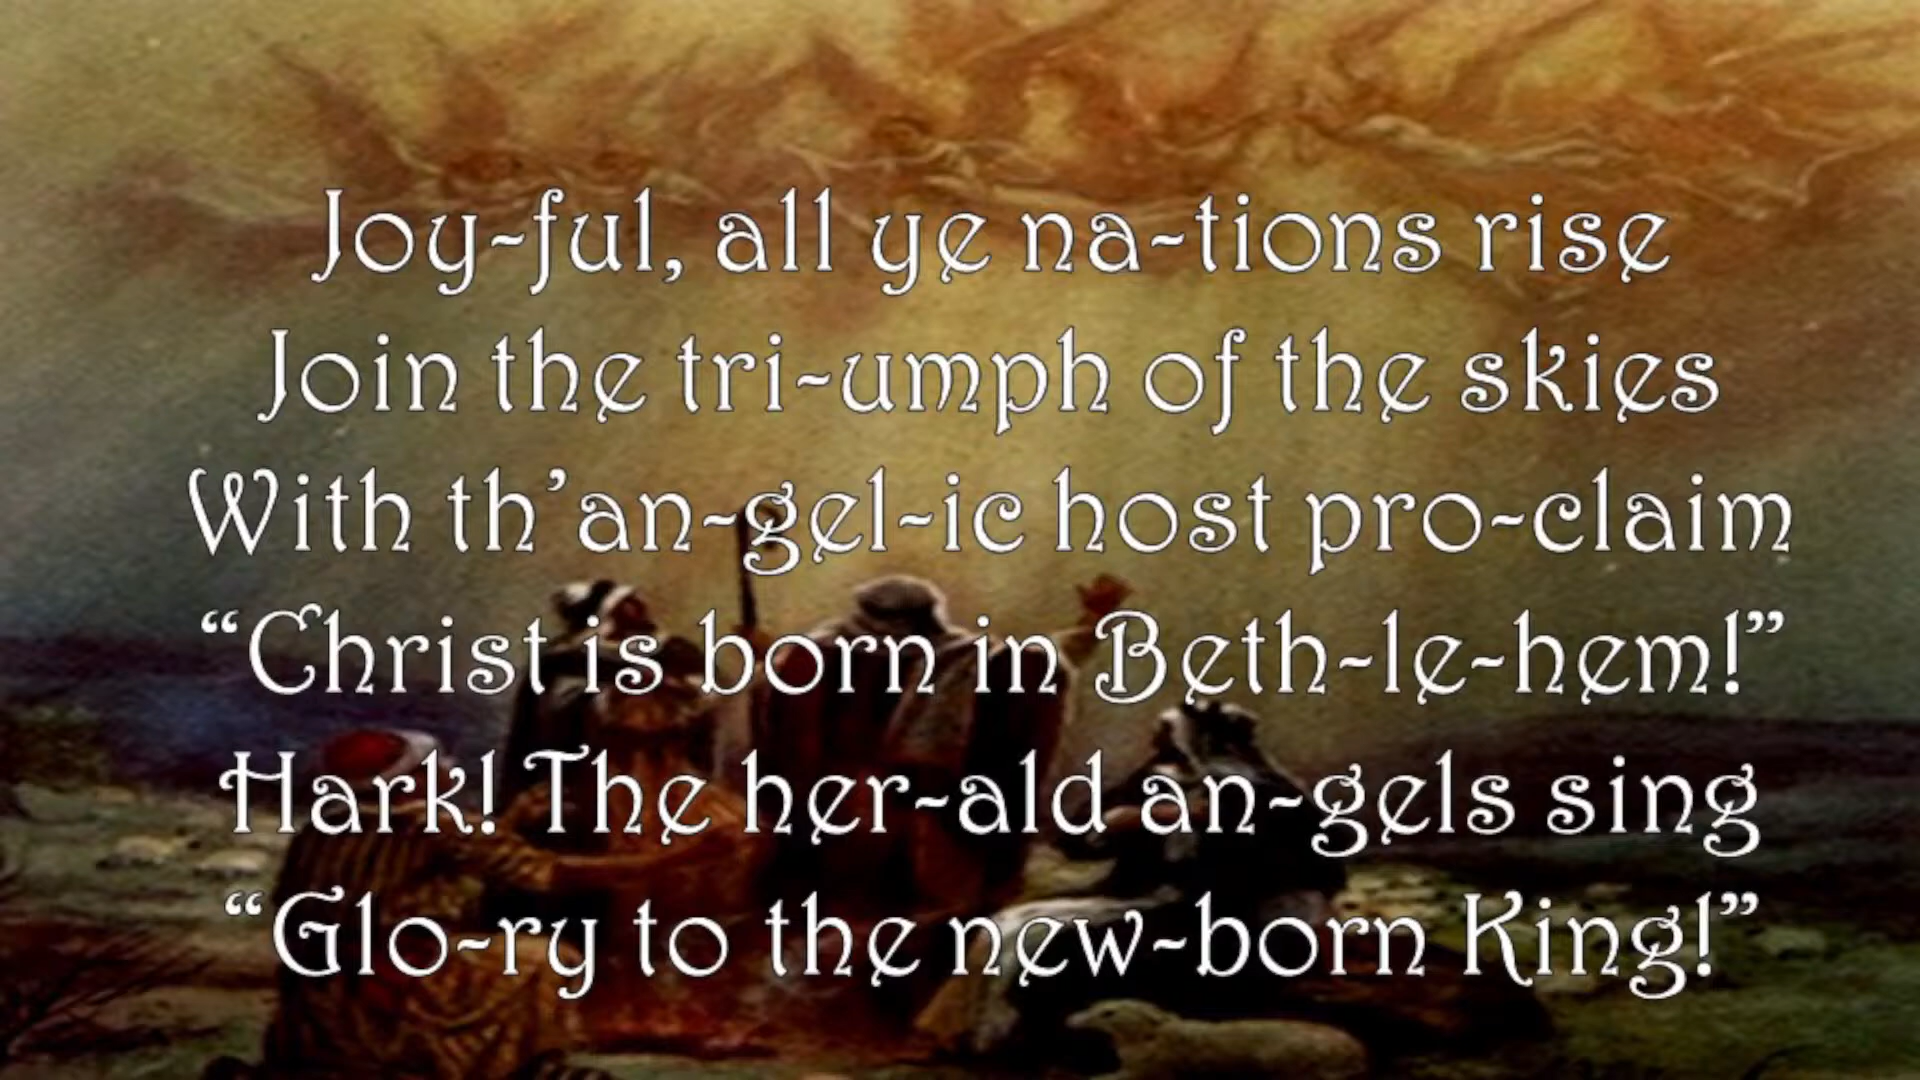 Joy-ful, all ye na-tions rise
Join the tri-umph of the skies
With th’an-gel-ic host pro-claim
“Christ is born in Beth-le-hem!”
Hark! The her-ald an-gels sing
“Glo-ry to the new-born King!”